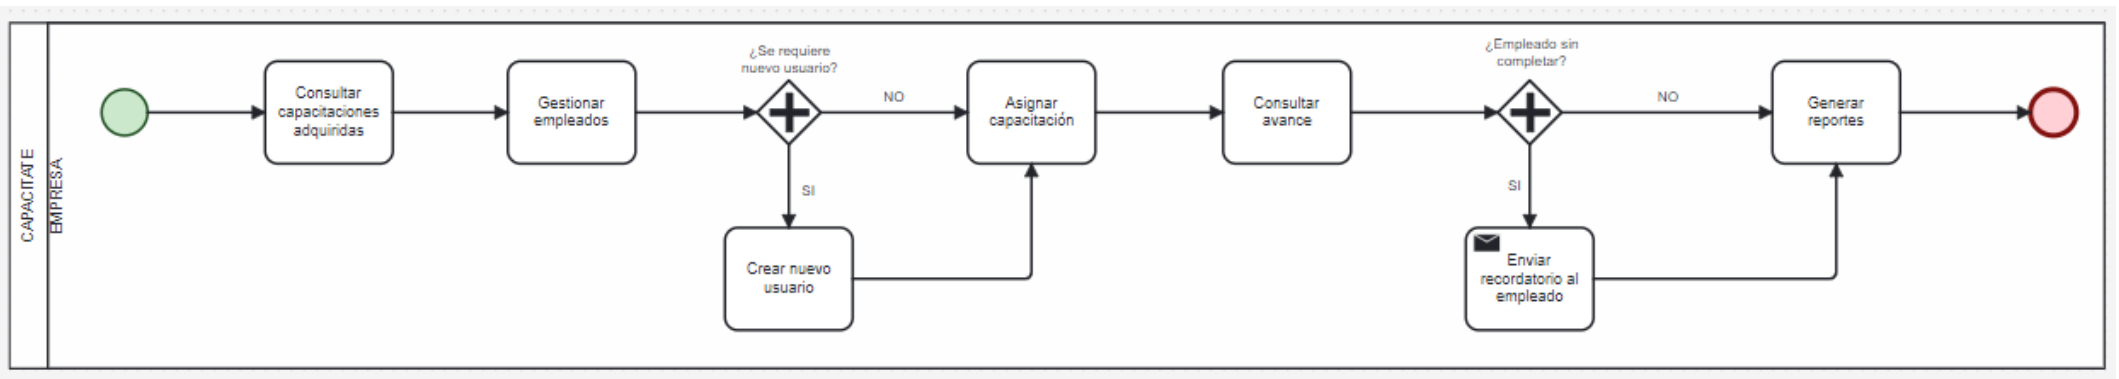 CAPACITATE
EMPRESA
Consultar
capacitaciones
adquiridas
Gestionar
empleados
¿Se requiere
nuevo usuario?
NO
SI
Crear nuevo
usuario
Asignar
capacitación
Consultar
avance
¿Empleado sin
completar?
NO
SI
Enviar
recordatorio al
empleado
Generar
reportes